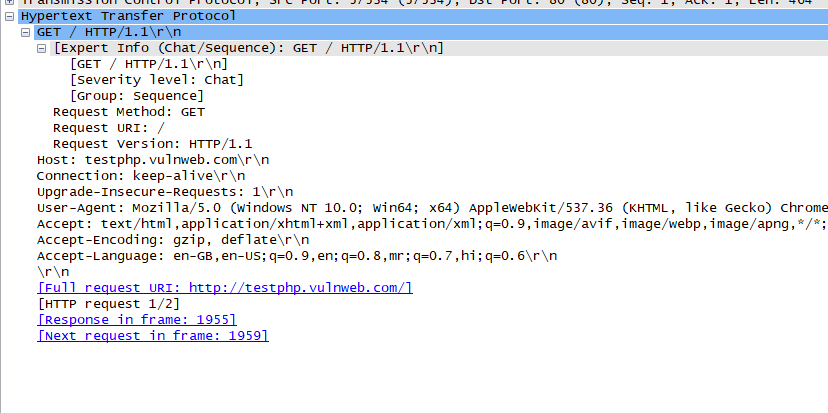 Transmission Control Protocol, Src Port: 57534 (57534), Dst Port: 80 (80), Seq: 1, Ack: 1, Len: 464
Hypertext Transfer Protocol
GET / HTTP/1.1\r\n
[Expert Info (Chat/Sequence): GET / HTTP/1.1\r\n]
[GET / HTTP/1.1\r\n]
[Severity level: Chat]
[Group: Sequence]
Request Method: GET
Request URI: /
Request Version: HTTP/1.1
Host: testphp.vulnweb.com\r\n
Connection: keep-alive\r\n
Upgrade-Insecure-Requests: 1\r\n
User-Agent: Mozilla/5.0 (Windows NT 10.0; Win64; x64) AppleWebKit/537.36 (KHTML, like Gecko) Chrome
Accept: text/html,application/xhtml+xml,application/xml;q=0.9,image/avif,image/webp,image/apng,*/*;
Accept-Encoding: gzip, deflate\r\n
Accept-Language: en-GB,en-US;q=0.9,en;q=0.8,mr;q=0.7,hi;q=0.6\r\n
\r\n
[Full request URI: http://testphp.vulnweb.com/]
[HTTP request 1/2]
[Response in frame: 1955]
[Next request in frame: 1959]